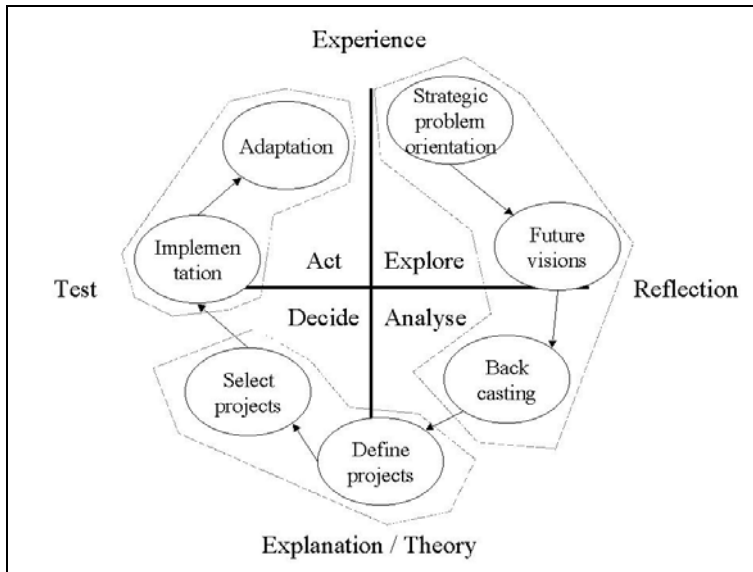 Experience
Strategic
problem
orientation
Adaptation
Implemen
tation
Future
visions
Act
Explore
Test
Reflection
Decide
Analyse
Select
projects
Back
casting
Define
projects
Explanation / Theory